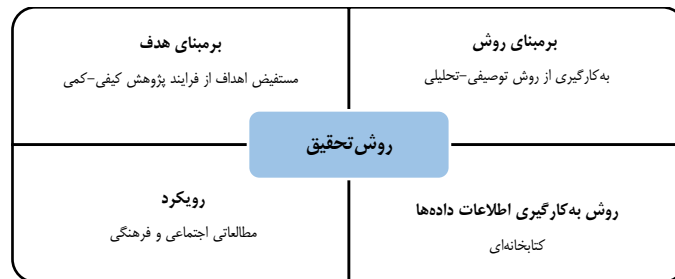 برمبنای روش
به‌کارگیری از روش توصیفی-تحلیلی
برمبنای هدف
مستفیض اهداف از فرایند پژوهش کیفی-کمی
روش تحقیق
روش به‌کارگیری اطلاعات داده‌ها
کتابخانه‌ای
رویکرد
مطالعاتی اجتماعی و فرهنگی